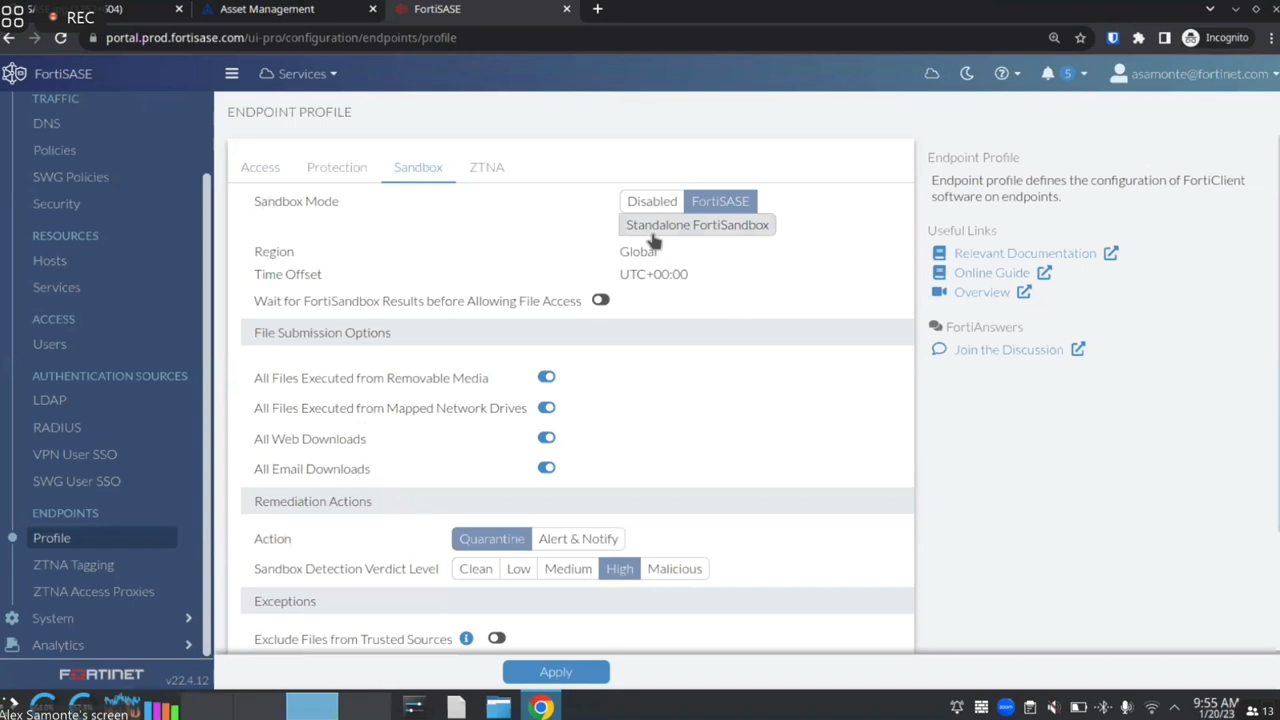 REC
504)
Asset Management
FortiSASE
portal.prod.fortisase.com/ui-pro/configuration/endpoints/profile
Incognito
FortiSASE
Services
5
asamonte@fortinet.com
TRAFFIC
DNS
Policies
SWG Policies
Security
RESOURCES
Hosts
Services
ACCESS
Users
AUTHENTICATION SOURCES
LDAP
RADIUS
VPN User SSO
SWG User SSO
ENDPOINTS
Profile
ZTNA Tagging
ZTNA Access Proxies
System
Analytics
FORTINET
v22.4.12
ENDPOINT PROFILE
Access Protection Sandbox ZTNA
Sandbox Mode Disabled FortiSASE
Standalone FortiSandbox
Region Global
Time Offset UTC+00:00
Wait for FortiSandbox Results before Allowing File Access
File Submission Options
All Files Executed from Removable Media
All Files Executed from Mapped Network Drives
All Web Downloads
All Email Downloads
Remediation Actions
Action Quarantine Alert & Notify
Sandbox Detection Verdict Level Clean Low Medium High Malicious
Exceptions
Exclude Files from Trusted Sources
Apply
Endpoint Profile
Endpoint profile defines the configuration of FortiClient
software on endpoints.
Useful Links
Relevant Documentation
Online Guide
Overview
FortiAnswers
Join the Discussion
Alex Samonte's screen
9:55 AM
1/20/23
13